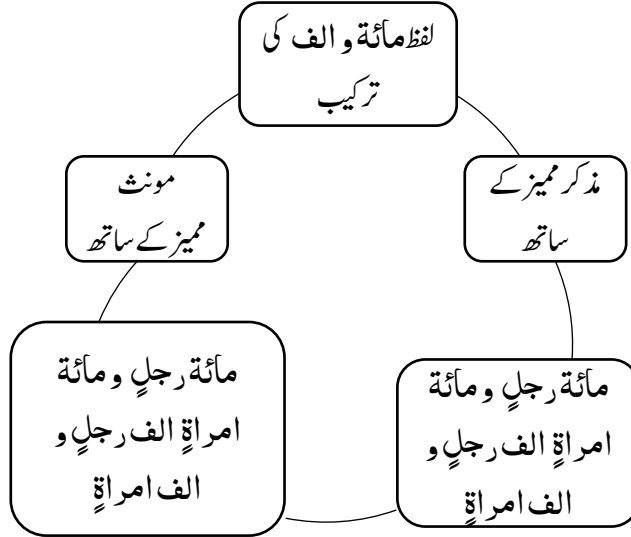 لفظ مائة و الف کی
ترکیب
مذکر ممیز کے
ساتھ
مونث
ممیز کے ساتھ
مائة رجلٍ و مائة
امراةٍ الف رجلٍ و
الف امراةٍ
مائة رجلٍ و مائة
امراةٍ الف رجلٍ و
الف امراةٍ